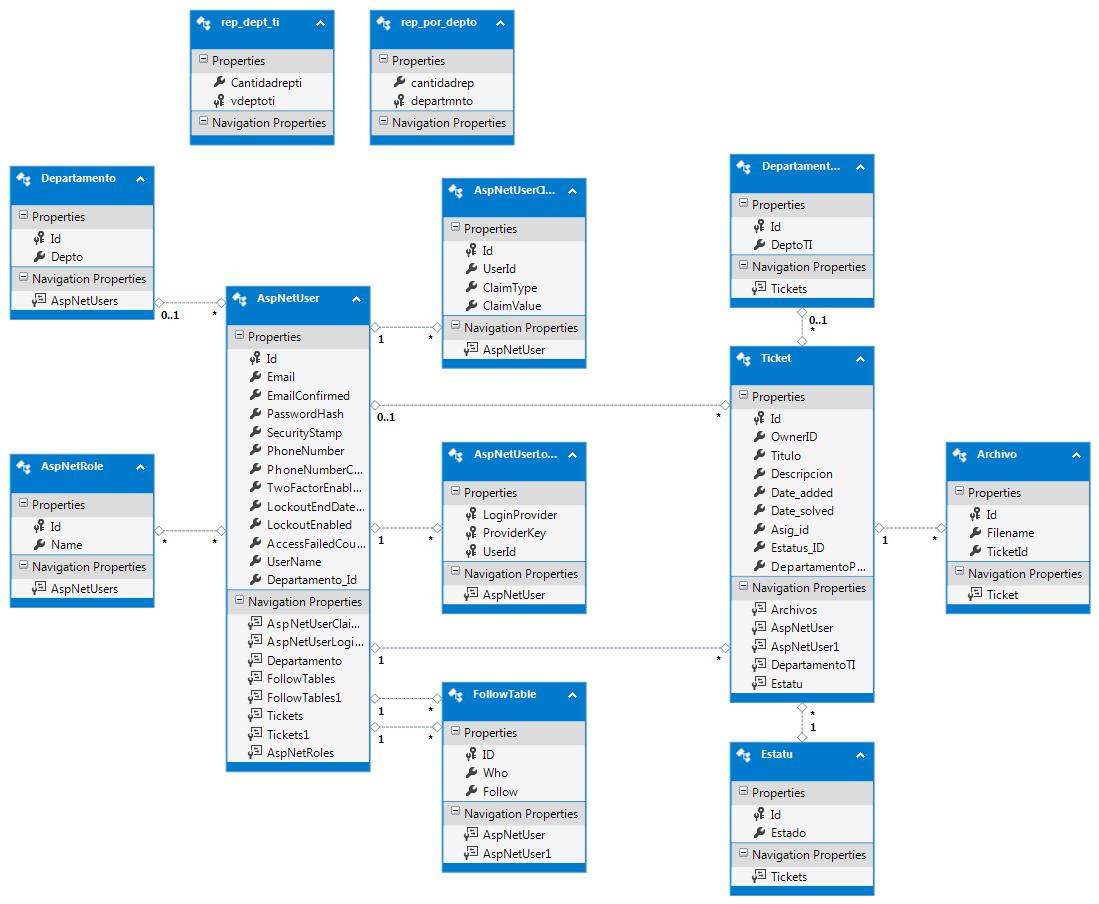 rep_dept_ti
Properties
Cantidadrepti
vdeptoti
Navigation Properties
rep_por_depto
Properties
cantidadrep
departmnto
Navigation Properties
Departamento
Properties
Id
Depto
Navigation Properties
AspNetUsers
0..1
*
AspNetUserCl...
Properties
Id
UserId
ClaimType
ClaimValue
Navigation Properties
AspNetUser
Departament...
Properties
Id
DeptoTI
Navigation Properties
Tickets
0..1
*
AspNetUser
Properties
Id
Email
EmailConfirmed
PasswordHash
SecurityStamp
PhoneNumber
PhoneNumberC...
TwoFactorEnabl...
LockoutEndDate...
LockoutEnabled
AccessFailedCou...
UserName
Departamento_Id
Navigation Properties
AspNetUserClai...
AspNetUserLogi...
Departamento
FollowTables
FollowTables1
Tickets
Tickets1
AspNetRoles
1
*
0..1
*
1
*
1
*
1
*
1
*
AspNetRole
Properties
Id
Name
Navigation Properties
AspNetUsers
*
*
AspNetUserLo...
Properties
LoginProvider
ProviderKey
UserId
Navigation Properties
AspNetUser
Ticket
Properties
Id
OwnerID
Titulo
Descripcion
Date_added
Date_solved
Asig_id
Estatus_ID
DepartamentoP...
Navigation Properties
Archivos
AspNetUser
AspNetUser1
DepartamentoTI
Estatu
1
*
Archivo
Properties
Id
Filename
TicketId
Navigation Properties
Ticket
FollowTable
Properties
ID
Who
Follow
Navigation Properties
AspNetUser
AspNetUser1
*
1
Estatu
Properties
Id
Estado
Navigation Properties
Tickets